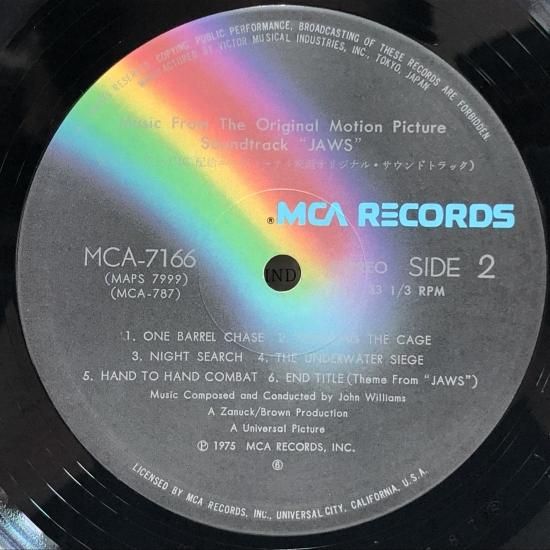 RESERVED. COPYING, PUBLIC PERFORMANCE, BROADCASTING OF THESE RECORDS ARE FORBIDDEN.
MANUFACTURED BY VICTOR MUSICAL INDUSTRIES, INC., TOKYO, JAPAN
Music From The Original Motion Picture
Soundtrack "JAWS"
オリジナル・サウンドトラック)
® MCA RECORDS
MCA-7166
(MAPS 7999)
(MCA-787)
IND
SIDE 2
33 1/3 RPM
1. ONE BARREL CHASE 2. THE CAGE
3. NIGHT SEARCH 4. THE UNDERWATER SIEGE
5. HAND TO HAND COMBAT 6. END TITLE (Theme From "JAWS")
Music Composed and Conducted by John Williams
A Zanuck/Brown Production
A Universal Picture
Ⓟ 1975 MCA RECORDS, INC.
⑥
LICENSED BY MCA RECORDS, INC., UNIVERSAL CITY, CALIFORNIA, U.S.A.